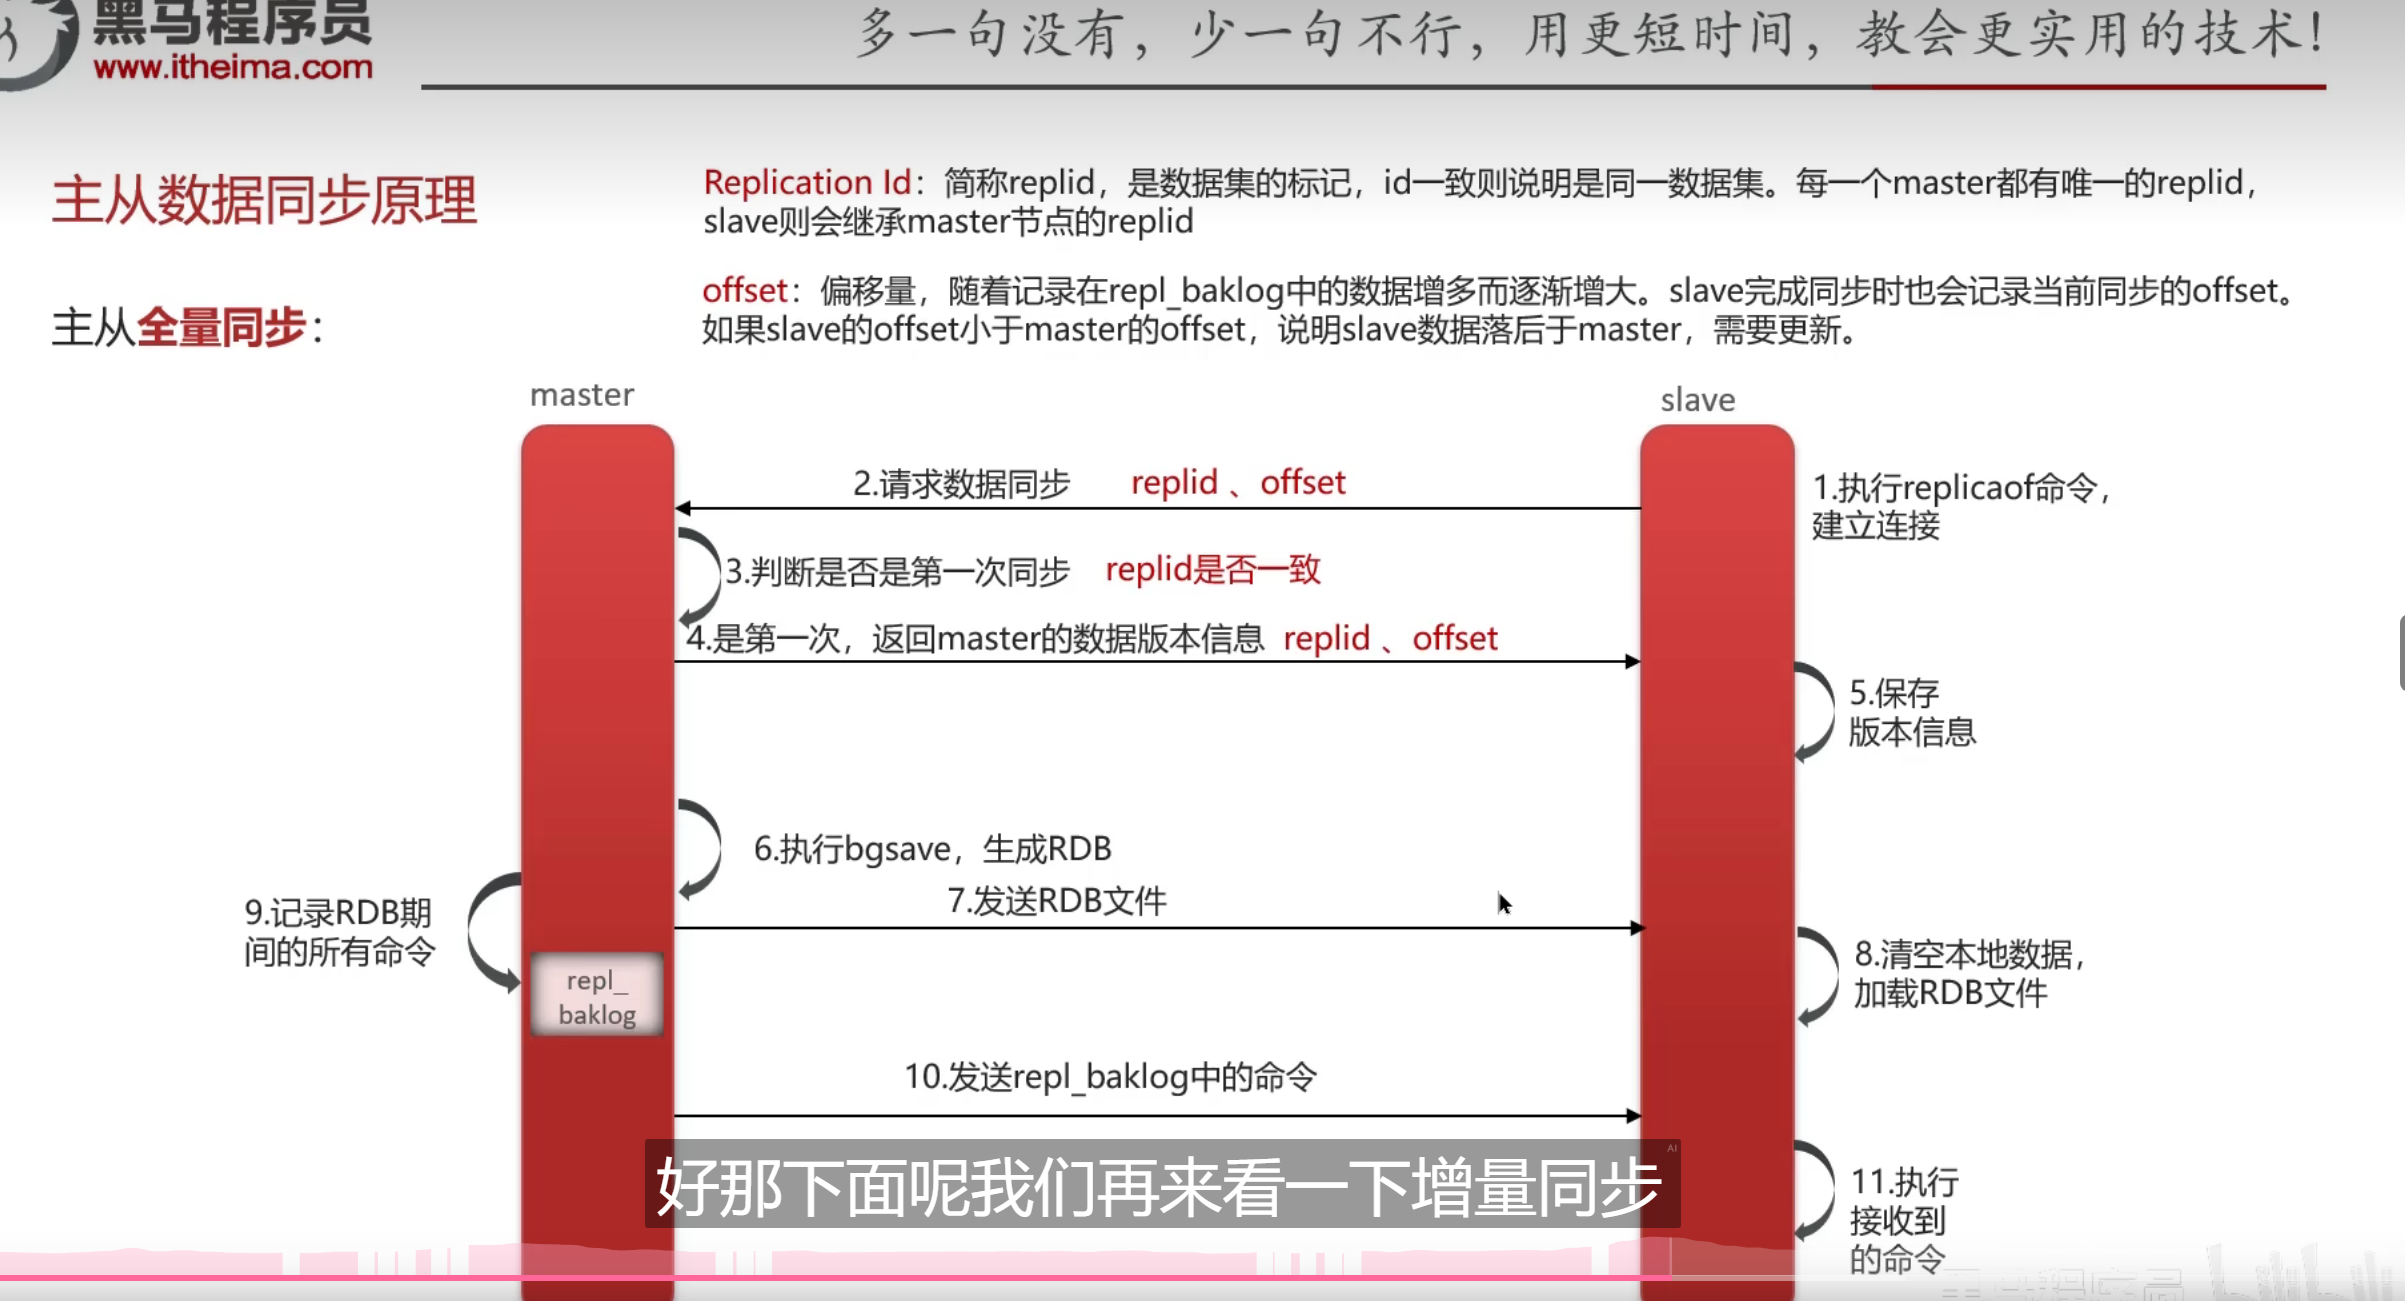 黑马程序员
www.itheima.com
多一句没有，少一句不行，用更短时间，教会更实用的技术！
主从数据同步原理
Replication Id：简称replid，是数据集的标记，id一致则说明是同一数据集。每一个master都有唯一的replid，
slave则会继承master节点的replid
offset：偏移量，随着记录在repl_baklog中的数据增多而逐渐增大。slave完成同步时也会记录当前同步的offset。
如果slave的offset小于master的offset，说明slave数据落后于master，需要更新。
主从全量同步：
master
slave
2.请求数据同步 replid 、offset
1.执行replicaof命令，
建立连接
3.判断是否是第一次同步 replid是否一致
4.是第一次，返回master的数据版本信息 replid 、offset
5.保存
版本信息
6.执行bgsave，生成RDB
7.发送RDB文件
9.记录RDB期
间的所有命令
repl_
baklog
8.清空本地数据，
加载RDB文件
10.发送repl_baklog中的命令
AI
好那下面呢我们再来看一下增量同步
11.执行
接收到
的命令
黑马程序员